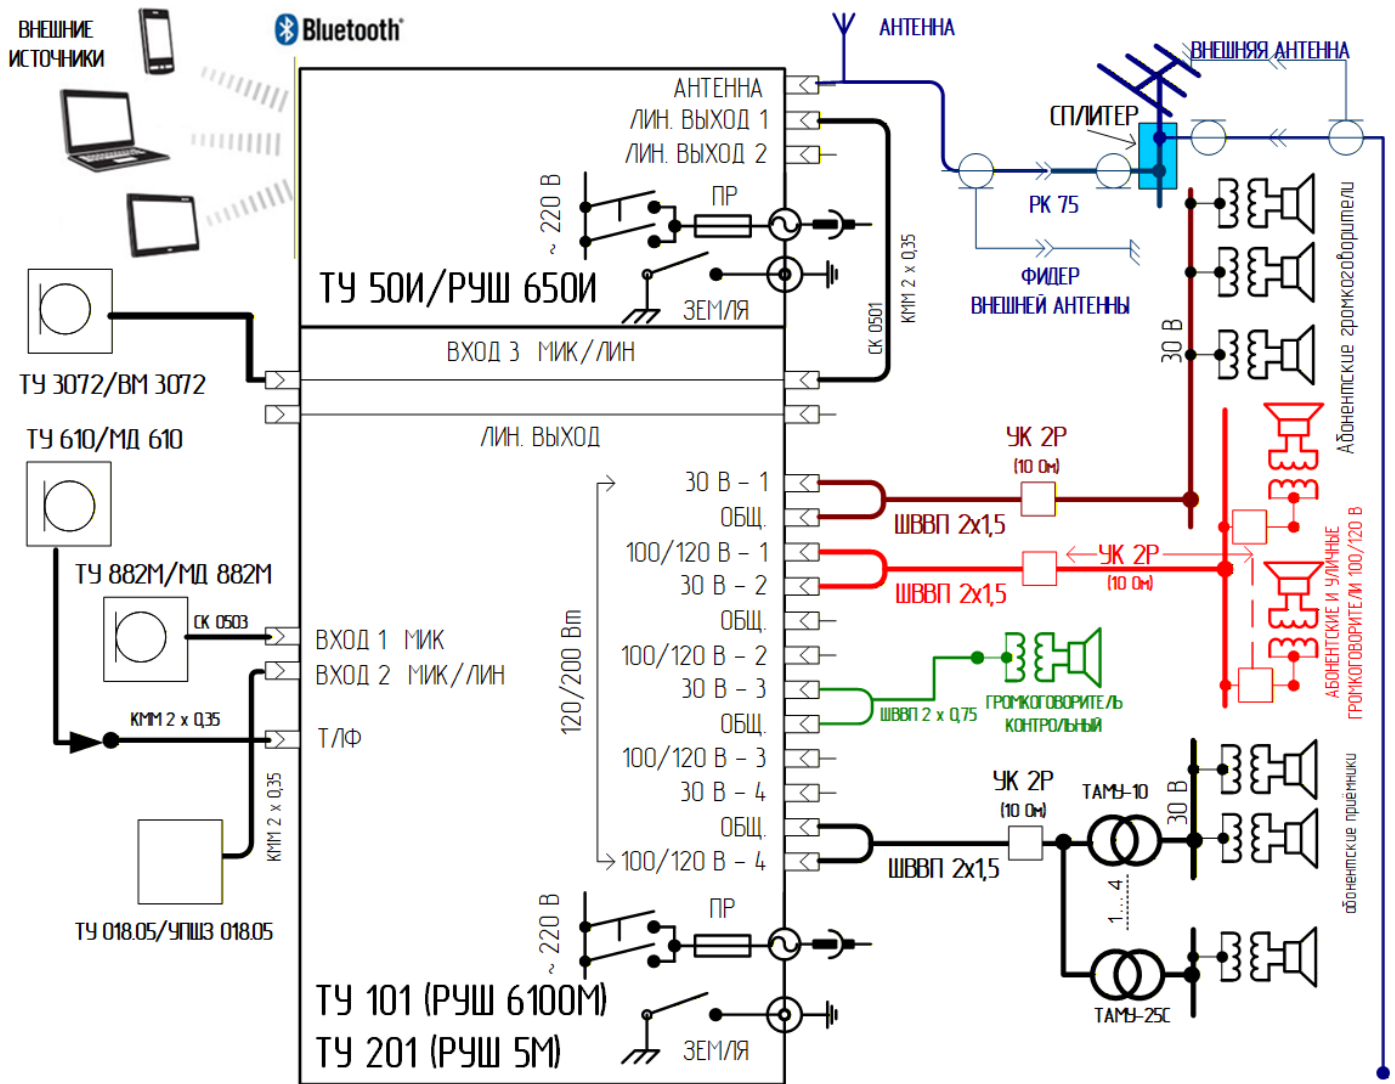 ВНЕШНИЕ
ИСТОЧНИКИ
Bluetooth
АНТЕННА
ЛИН. ВЫХОД 1
ЛИН. ВЫХОД 2
~ 220 В
ПР
ЗЕМЛЯ
ТУ 50И/РУШ 650И
АНТЕННА
ВНЕШНЯЯ АНТЕННА
СПЛИТЕР
РК 75
ФИДЕР
ВНЕШНЕЙ АНТЕННЫ
СК 0501
КММ 2 х 0,35
30 В
Абонентские громкоговорители
ВХОД 3 МИК/ЛИН
ЛИН. ВЫХОД
ТУ 3072/ВМ 3072
ТУ 610/МД 610
ТУ 882М/МД 882М
СК 0503
КММ 2 х 0,35
КММ 2 х 0,35
ТУ 018.05/УПШЗ 018.05
ВХОД 1 МИК
ВХОД 2 МИК/ЛИН
Т/ЛФ
120/200 Вт
30 В - 1
ОБЩ.
100/120 В - 1
30 В - 2
ОБЩ.
100/120 В - 2
30 В - 3
ОБЩ.
100/120 В - 3
30 В - 4
ОБЩ.
100/120 В - 4
УК 2Р
(10 Ом)
ШВВП 2х1,5
УК 2Р
(10 Ом)
ШВВП 2х1,5
АБОНЕНТСКИЕ И УЛИЧНЫЕ
ГРОМКОГОВОРИТЕЛИ 100/120 В
ШВВП 2 х 0,75
ГРОМКОГОВОРИТЕЛЬ
КОНТРОЛЬНЫЙ
УК 2Р
(10 Ом)
ШВВП 2х1,5
ТАМУ-10
1... 4
ТАМУ-25С
30 В
абонентские приёмники
~ 220 В
ПР
ЗЕМЛЯ
ТУ 101 (РУШ 6100М)
ТУ 201 (РУШ 5М)